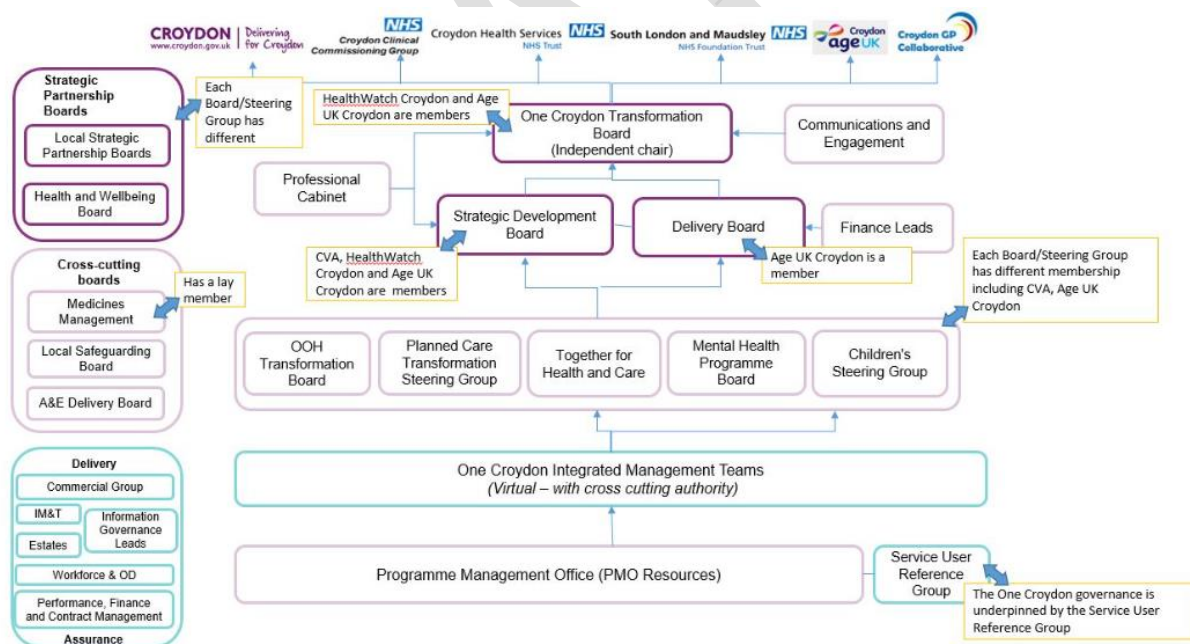 CROYDON
www.croydon.gov.uk
Delivering
for Croydon
NHS
Croydon Clinical
Commissioning Group
Croydon Health Services NHS
NHS Trust
South London and Maudsley NHS
NHS Foundation Trust
Croydon
age UK
Croydon GP
Collaborative
Strategic
Partnership
Boards
Local Strategic
Partnership Boards
Health and Wellbeing
Board
Each
Board/Steering
Group has
different
HealthWatch Croydon and Age
UK Croydon are members
One Croydon Transformation
Board
(Independent chair)
Communications and
Engagement
Professional
Cabinet
Strategic Development
Board
Delivery Board
Finance Leads
CVA, HealthWatch
Croydon and Age UK
Croydon are members
Age UK Croydon is a
member
Each Board/Steering Group
has different membership
including CVA, Age UK
Croydon
Cross-cutting
boards
Medicines
Management
Local Safeguarding
Board
A&E Delivery Board
Has a lay
member
OOH
Transformation
Board
Planned Care
Transformation
Steering Group
Together for
Health and Care
Mental Health
Programme
Board
Children's
Steering Group
Delivery
Commercial Group
IM&T
Information
Governance
Leads
Estates
Workforce & OD
Performance, Finance
and Contract Management
Assurance
One Croydon Integrated Management Teams
(Virtual – with cross cutting authority)
Programme Management Office (PMO Resources)
Service User
Reference
Group
The One Croydon governance is
underpinned by the Service User
Reference Group